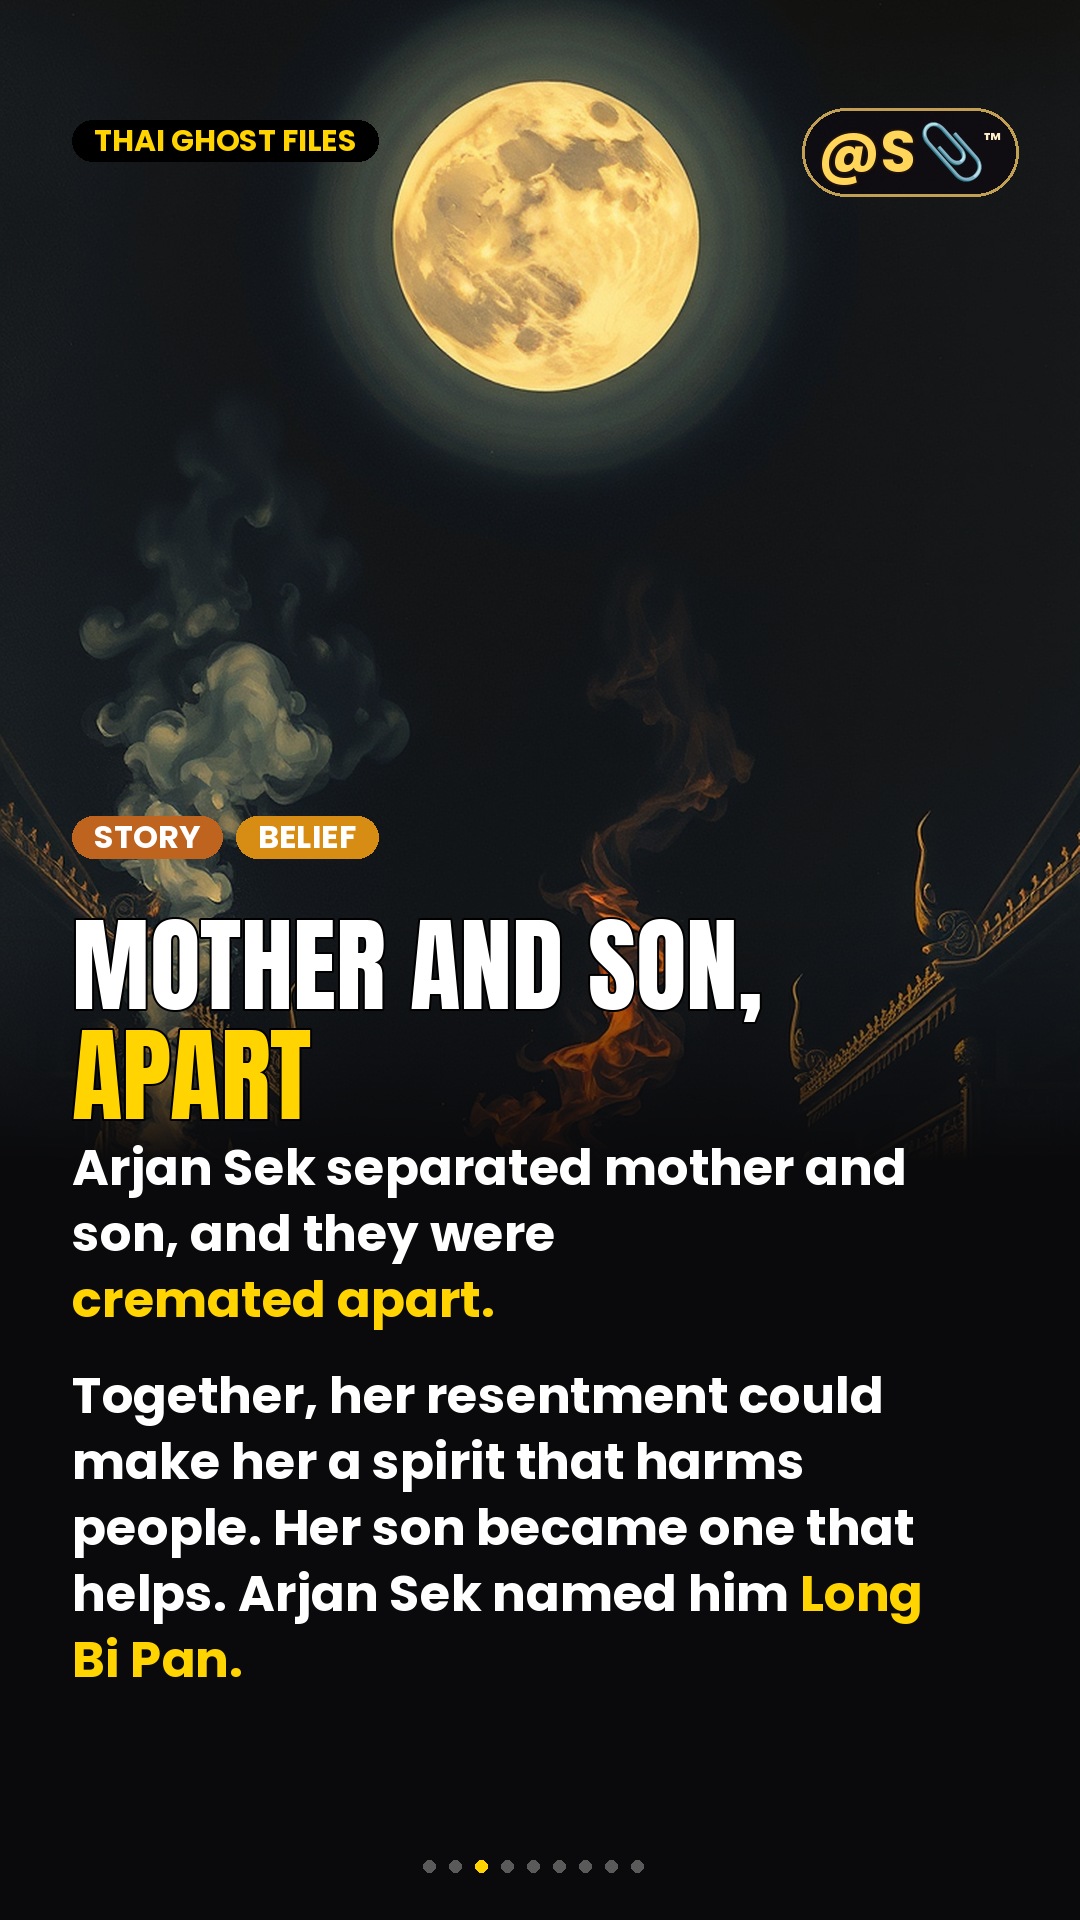 THAI GHOST FILES
@S📎™
STORY
BELIEF
MOTHER AND SON,
APART
Arjan Sek separated mother and
son, and they were
cremated apart.
Together, her resentment could
make her a spirit that harms
people. Her son became one that
helps. Arjan Sek named him Long
Bi Pan.